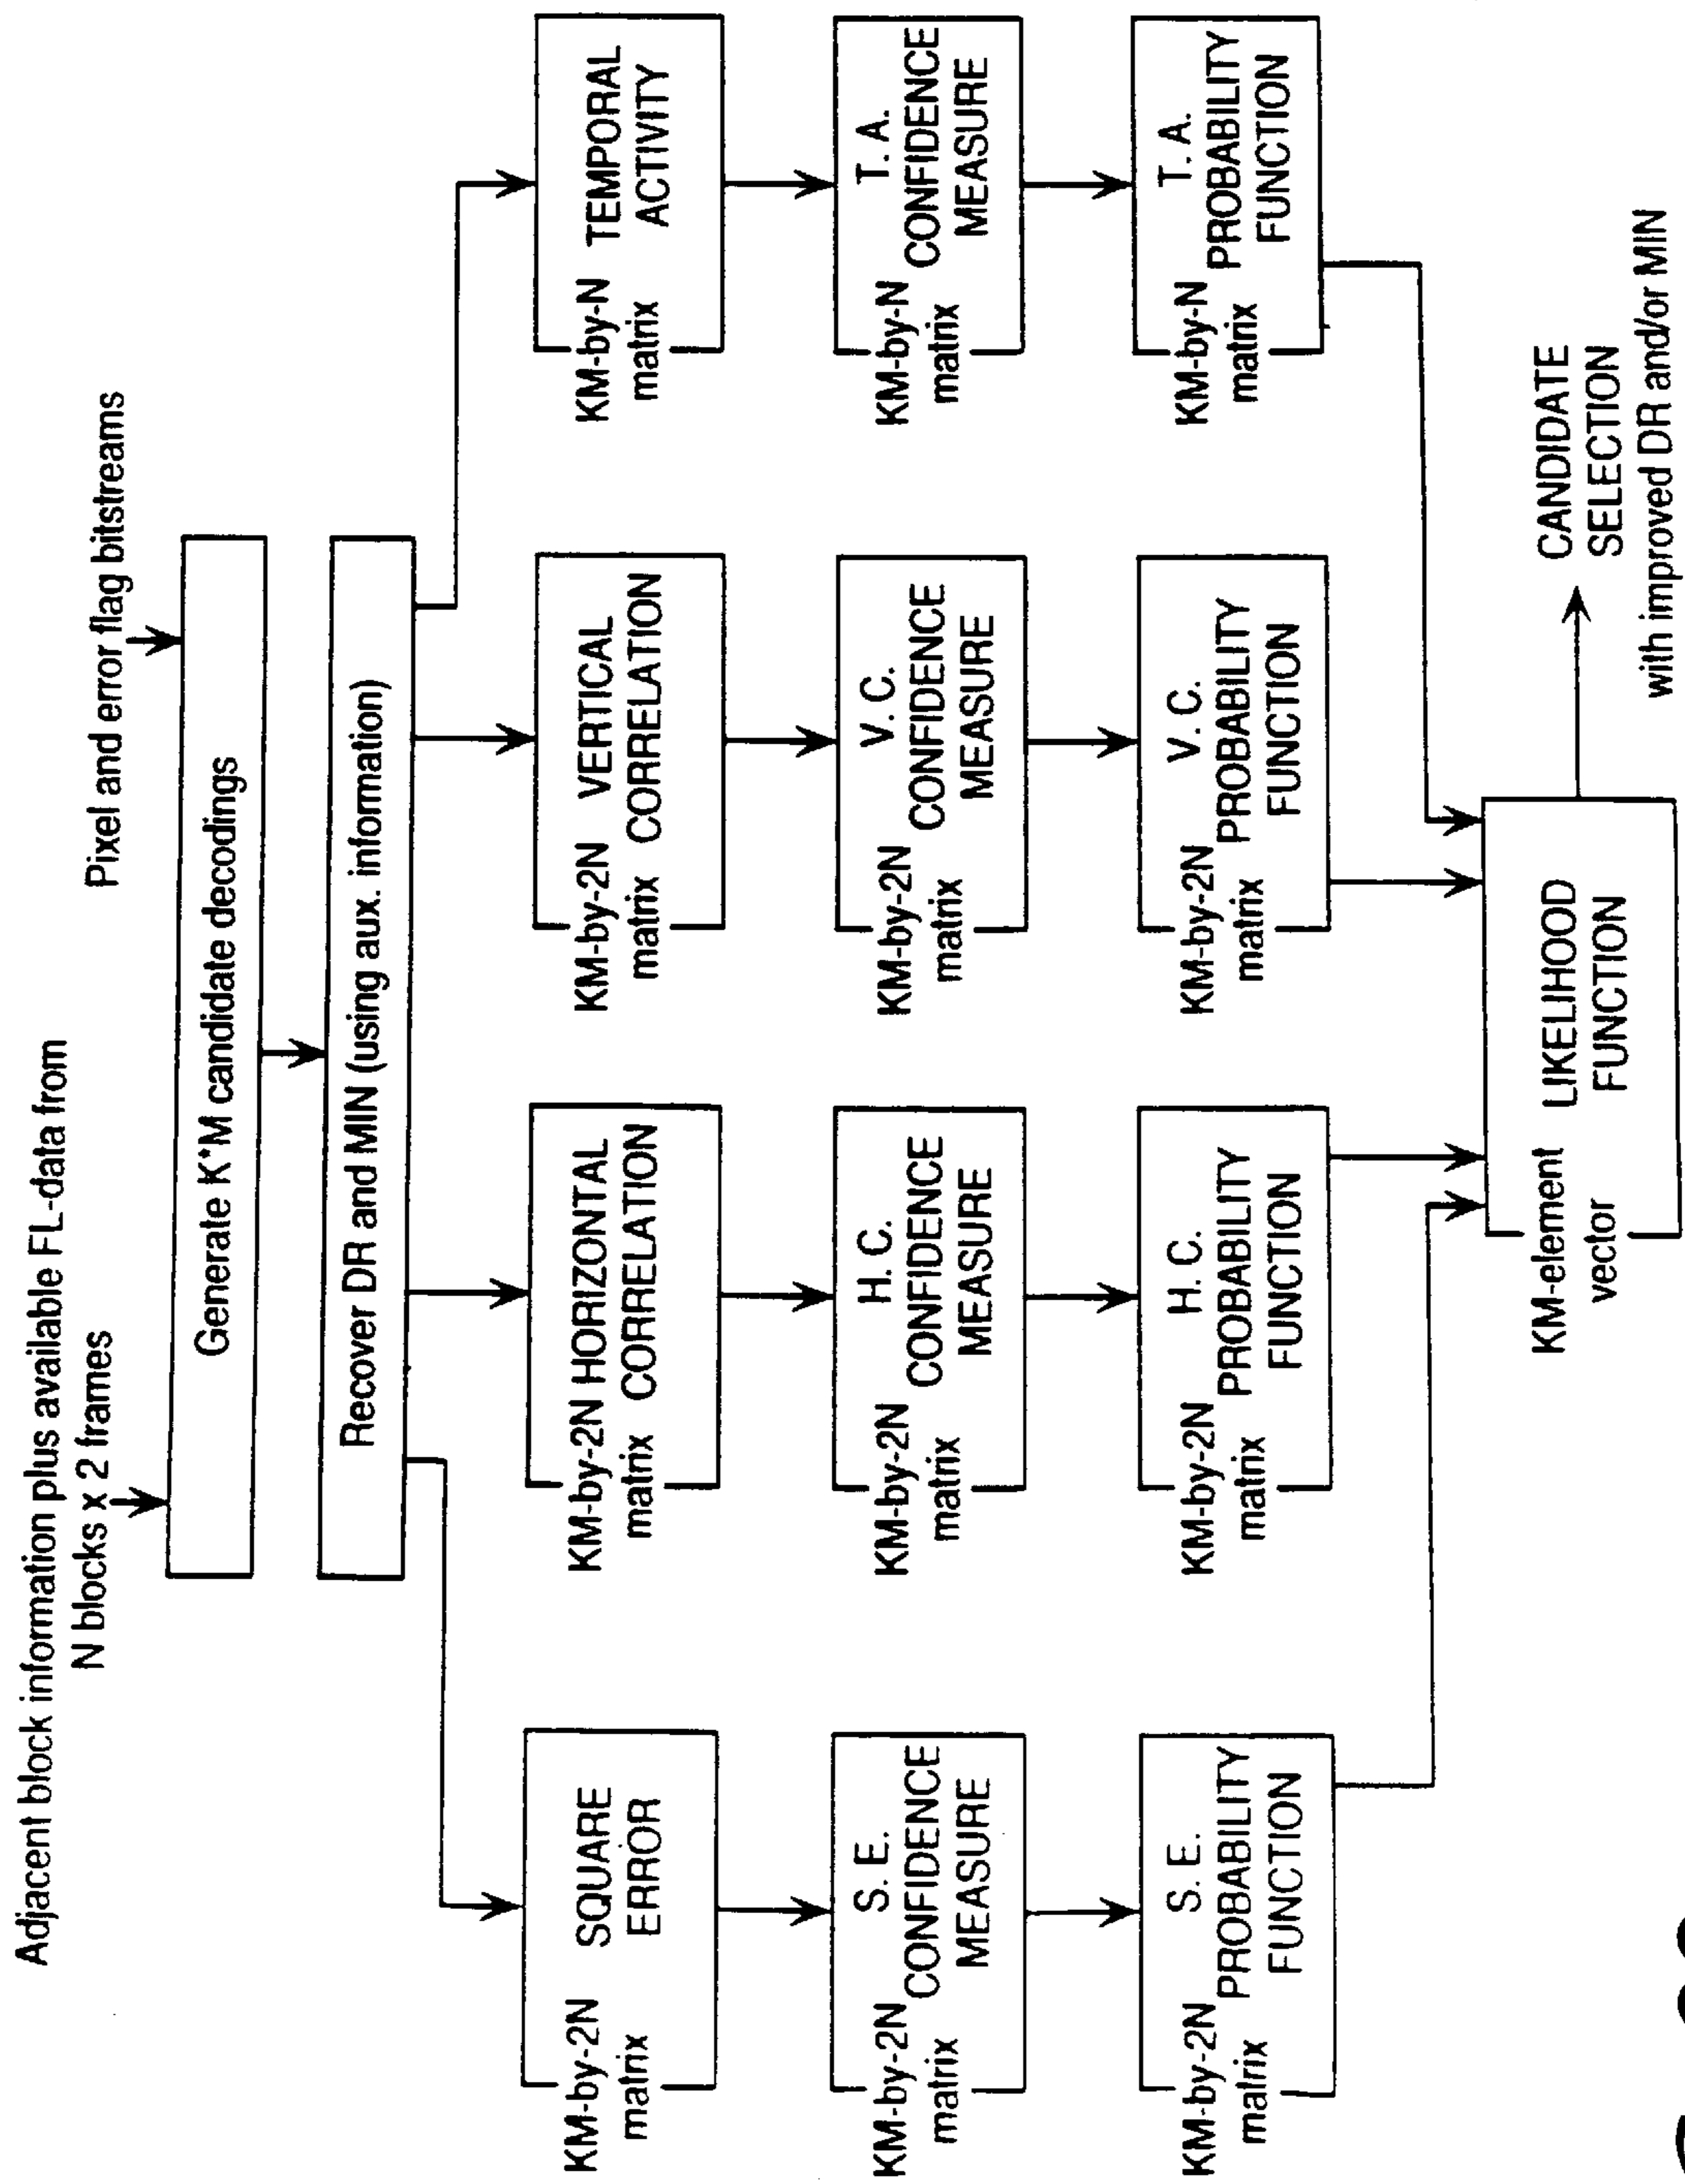 Adjacent block information plus available FL-data from
N blocks x 2 frames
Pixel and error flag bitstreams
Generate K*M candidate decodings
Recover DR and MIN (using aux. information)
KM-by-2N
matrix
SQUARE
ERROR
KM-by-2N
matrix
HORIZONTAL
CORRELATION
KM-by-2N
matrix
VERTICAL
CORRELATION
KM-by-N
matrix
TEMPORAL
ACTIVITY
KM-by-2N
matrix
S. E.
CONFIDENCE
MEASURE
KM-by-2N
matrix
H. C.
CONFIDENCE
MEASURE
KM-by-2N
matrix
V. C.
CONFIDENCE
MEASURE
KM-by-N
matrix
T. A.
CONFIDENCE
MEASURE
KM-by-2N
matrix
S. E.
PROBABILITY
FUNCTION
KM-by-2N
matrix
H. C.
PROBABILITY
FUNCTION
KM-by-2N
matrix
V. C.
PROBABILITY
FUNCTION
KM-by-N
matrix
T. A.
PROBABILITY
FUNCTION
KM-element
vector
LIKELIHOOD
FUNCTION
CANDIDATE
SELECTION
with improved DR and/or MIN